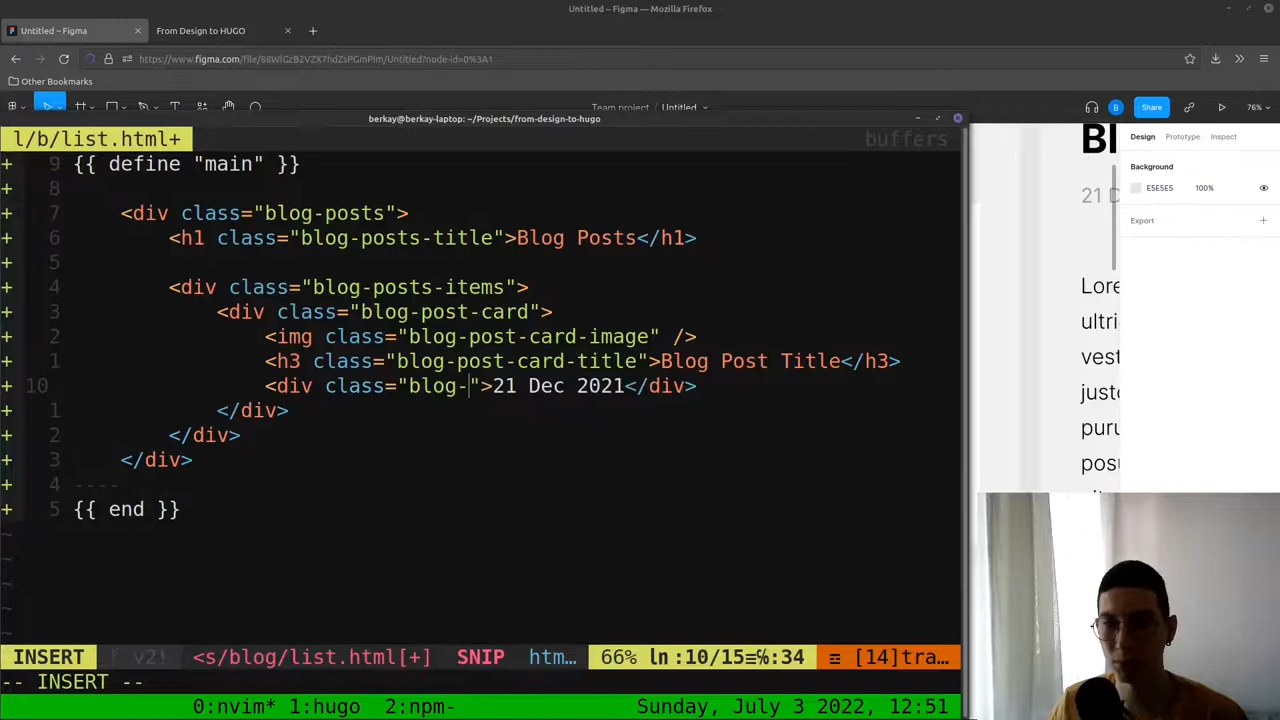 Untitled – Figma — Mozilla Firefox
Untitled – Figma
From Design to HUGO
https://www.figma.com/file/88WlGzB2VZX7hdZsPGmPIm/Untitled?node-id=0%3A1
Other Bookmarks
Team project / Untitled
B
Share
76%
berkay@berkay-laptop: ~/Projects/from-design-to-hugo
l/b/list.html+
buffers
+ 9 {{ define "main" }}
+ 8
+ 7 <div class="blog-posts">
+ 6 <h1 class="blog-posts-title">Blog Posts</h1>
+ 5
+ 4 <div class="blog-posts-items">
+ 3 <div class="blog-post-card">
+ 2 <img class="blog-post-card-image" />
+ 1 <h3 class="blog-post-card-title">Blog Post Title</h3>
+ 10 <div class="blog-">21 Dec 2021</div>
+ 1 </div>
+ 2 </div>
+ 3 </div>
+ 4 ----
+ 5 {{ end }}
~
~
~
~
INSERT v2! <s/blog/list.html[+] SNIP htm… 66% ln:10/15≡℅:34 ☲ [14]tra…
-- INSERT --
0:nvim* 1:hugo 2:npm- Sunday, July 3 2022, 12:51
Bl
21 D
Lore
ultri
vest
justo
puru
posu
Design
Prototype
Inspect
Background
E5E5E5
100%
Export